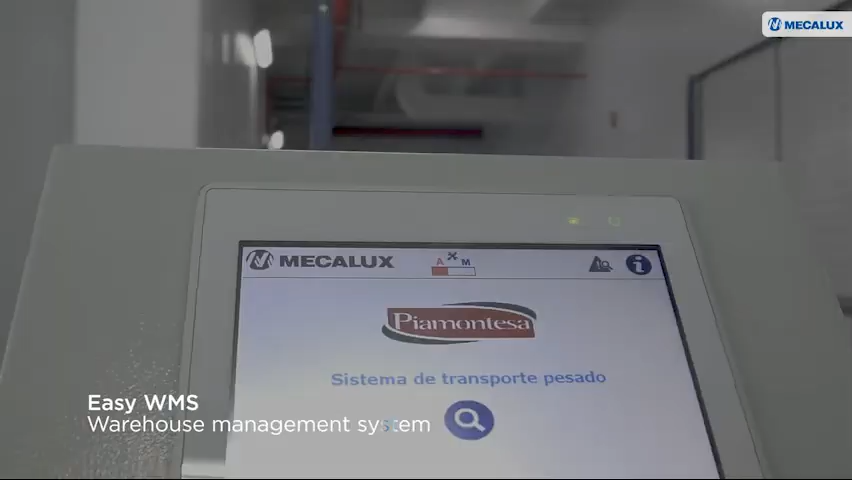 MECALUX
MECALUX
A M
Piamontesa
Sistema de transporte pesado
Easy WMS
Warehouse management system